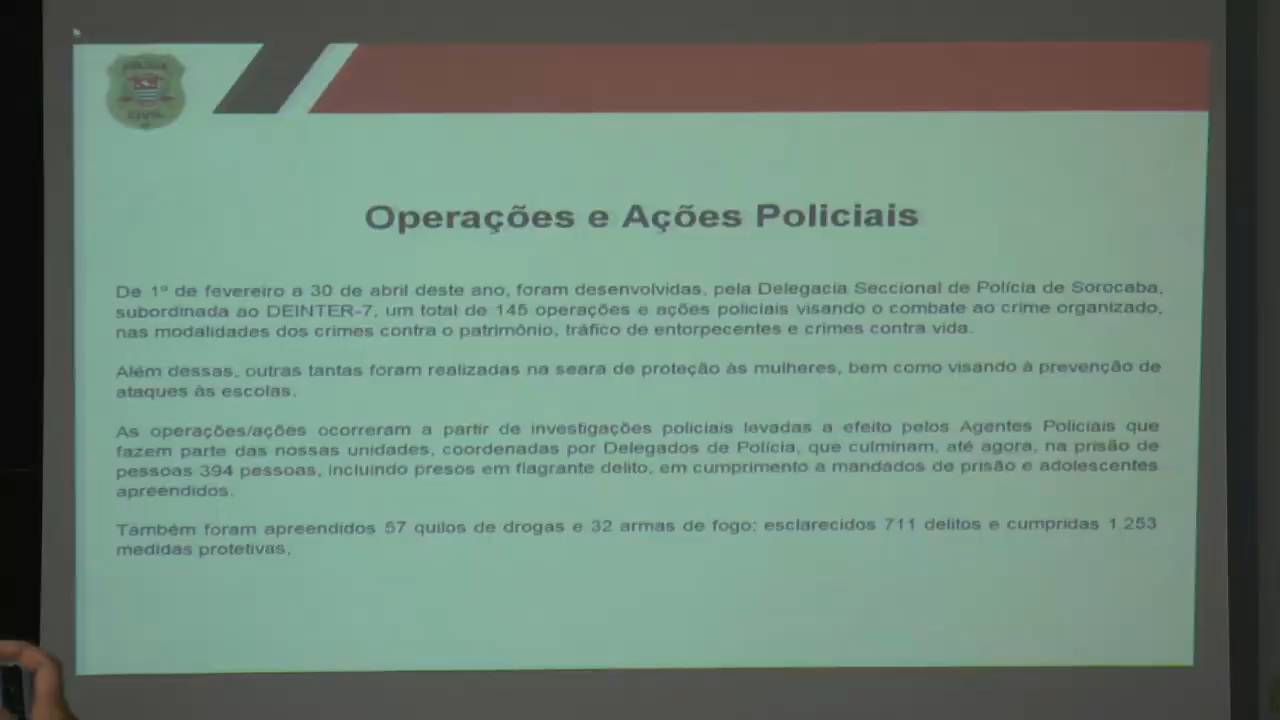 POLÍCIA
CIVIL
Operações e Ações Policiais
De 1º de fevereiro a 30 de abril deste ano, foram desenvolvidas, pela Delegacia Seccional de Polícia de Sorocaba,
subordinada ao DEINTER-7, um total de 145 operações e ações policiais visando o combate ao crime organizado,
nas modalidades dos crimes contra o patrimônio, tráfico de entorpecentes e crimes contra vida.
Além dessas, outras tantas foram realizadas na seara de proteção às mulheres, bem como visando à prevenção de
ataques às escolas.
As operações/ações ocorreram a partir de investigações policiais levadas a efeito pelos Agentes Policiais que
fazem parte das nossas unidades, coordenadas por Delegados de Polícia, que culminam, até agora, na prisão de
pessoas 394 pessoas, incluindo presos em flagrante delito, em cumprimento a mandados de prisão e adolescentes
apreendidos.
Também foram apreendidos 57 quilos de drogas e 32 armas de fogo; esclarecidos 711 delitos e cumpridas 1.253
medidas protetivas.